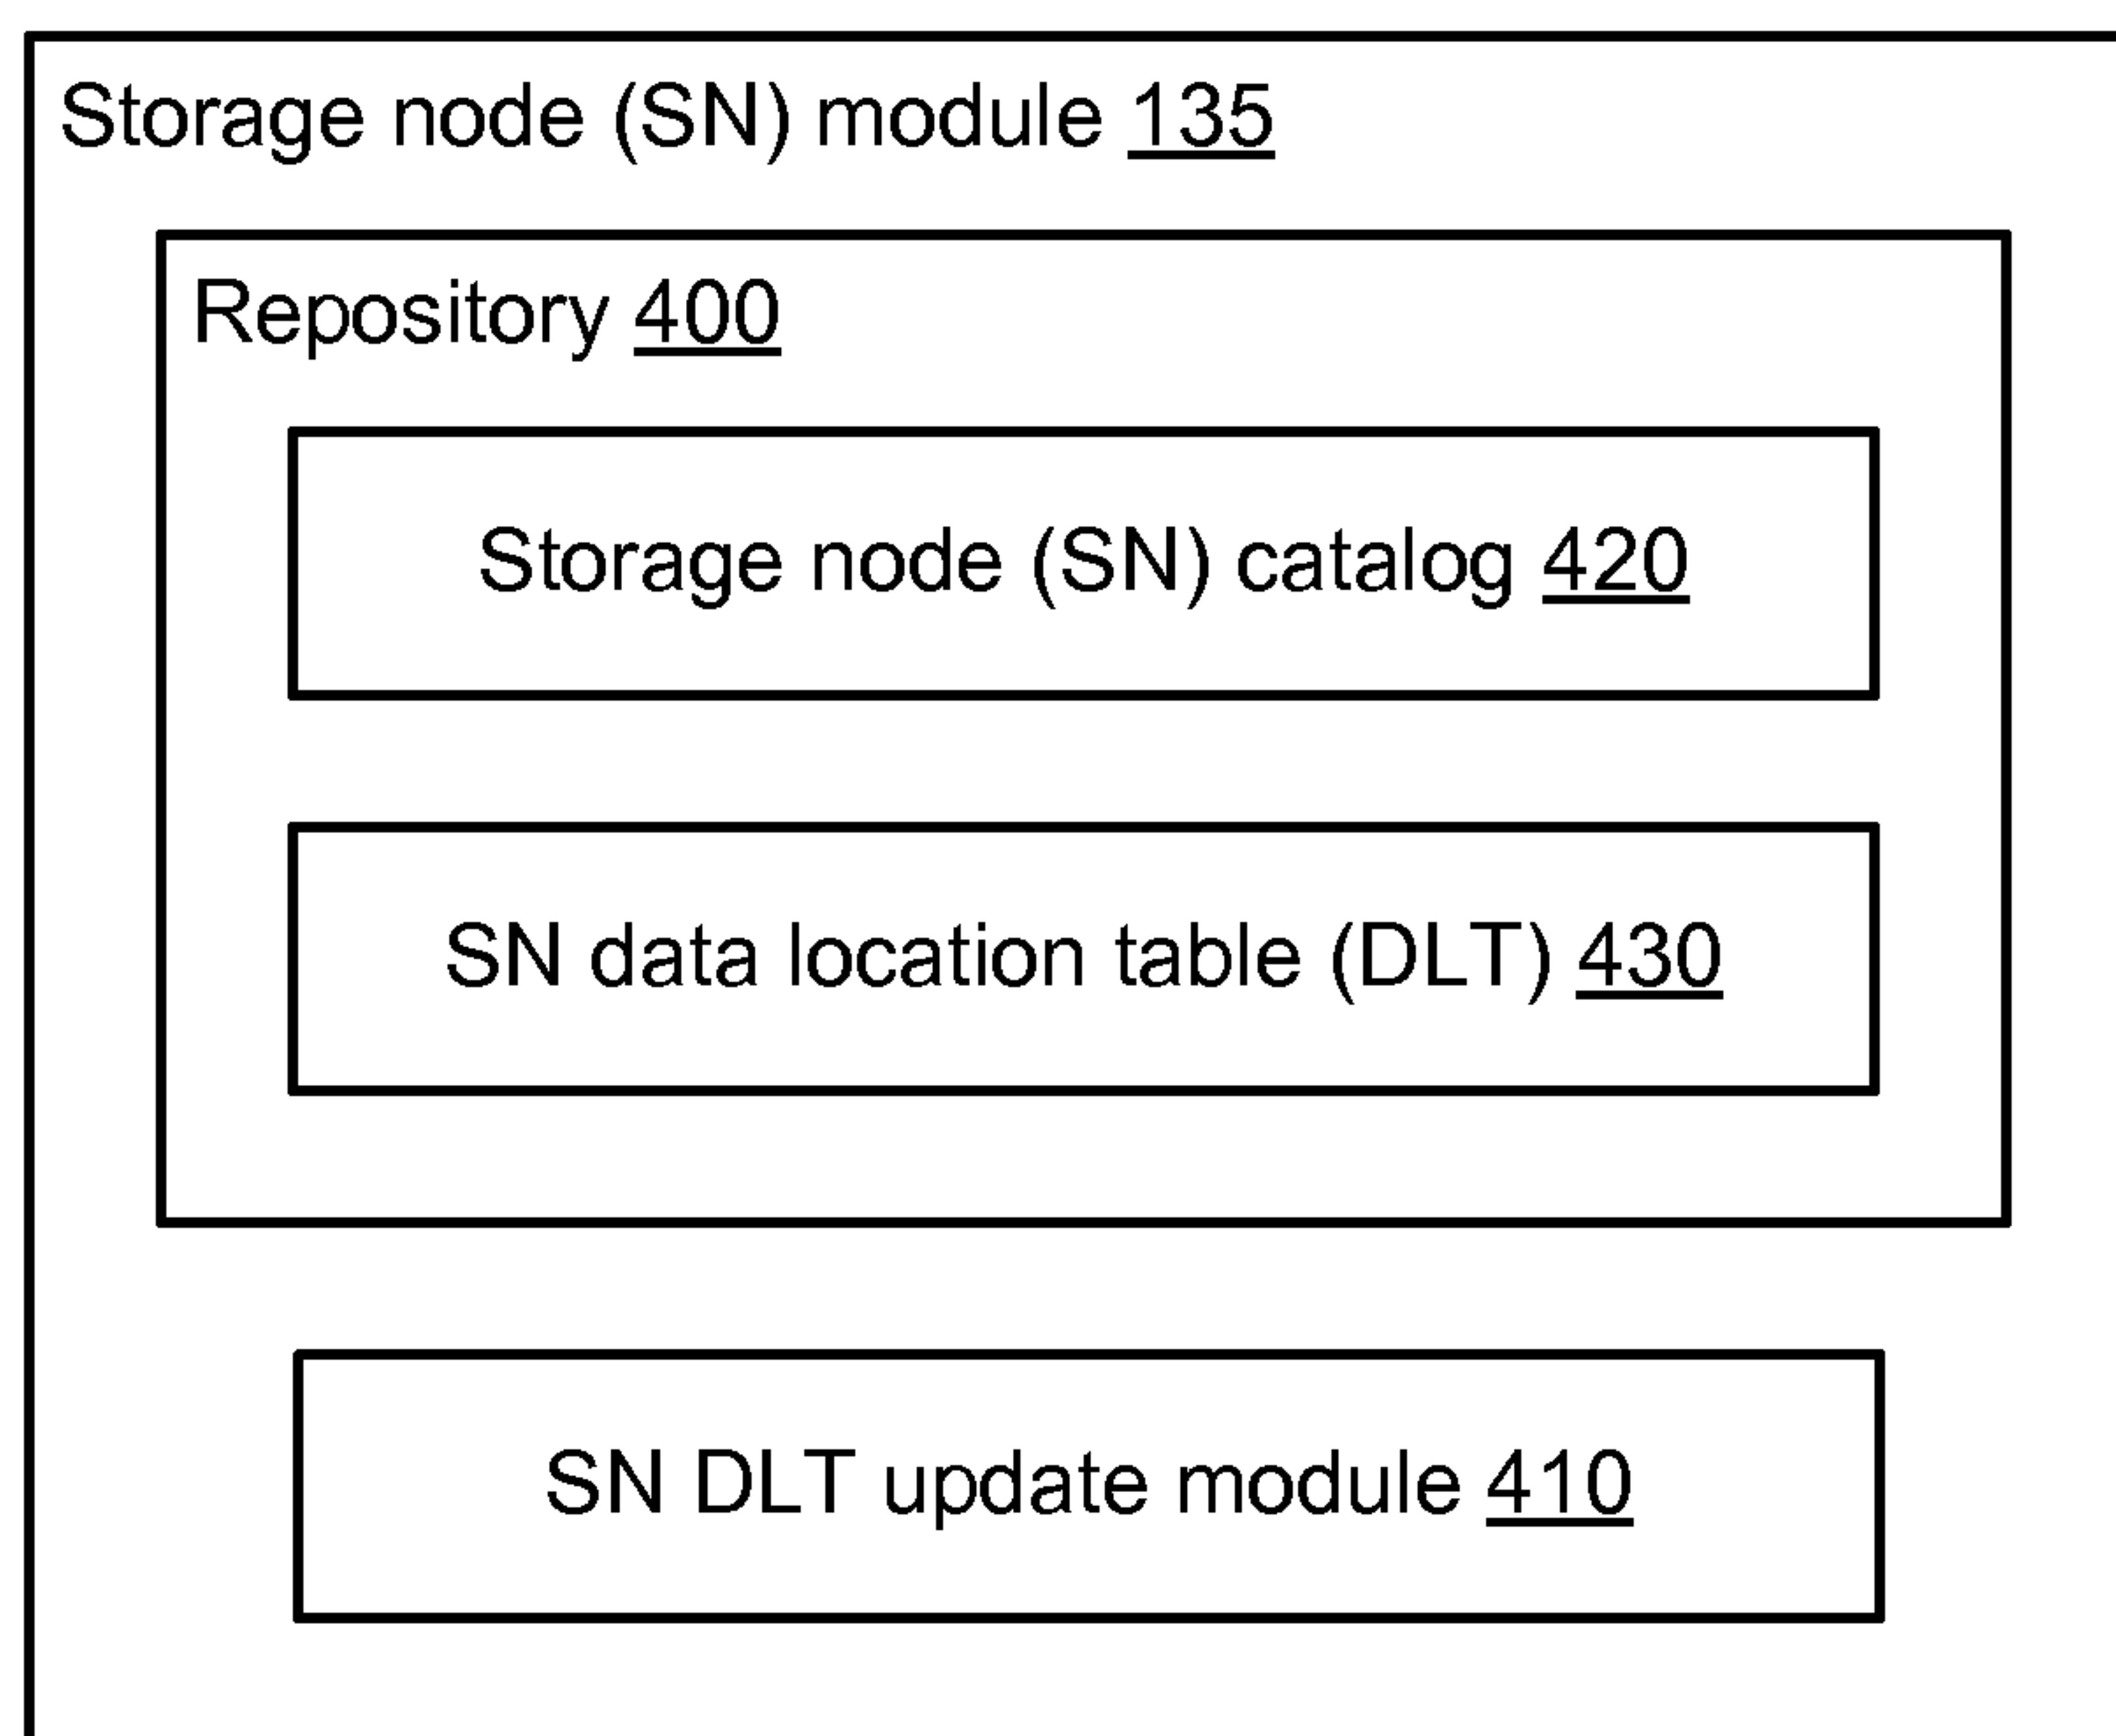 Storage node (SN) module 135
Repository 400
Storage node (SN) catalog 420
SN data location table (DLT) 430
SN DLT update module 410